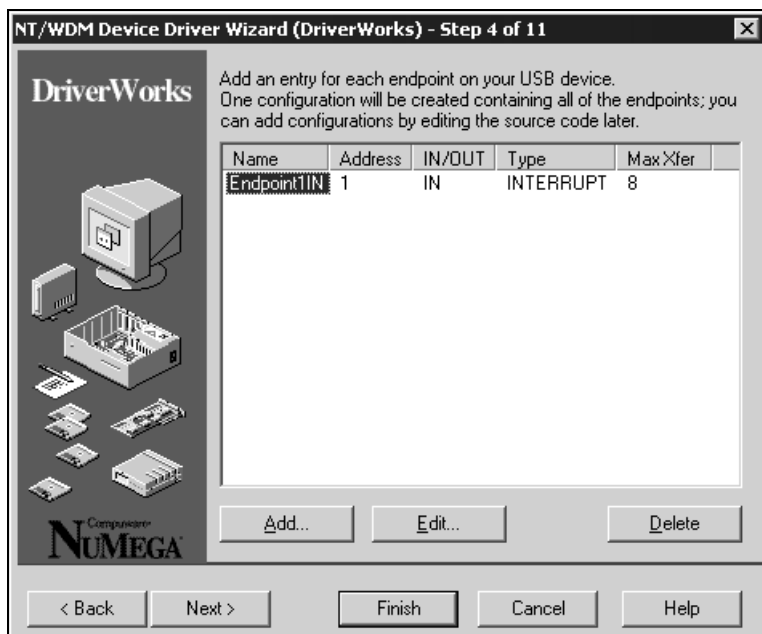 NT/WDM Device Driver Wizard (DriverWorks) - Step 4 of 11
DriverWorks
Add an entry for each endpoint on your USB device.
One configuration will be created containing all of the endpoints; you
can add configurations by editing the source code later.
Name Address IN/OUT Type Max Xfer
Endpoint1IN 1 IN INTERRUPT 8
Add... Edit... Delete
Compuware
NUMEGA
< Back Next > Finish Cancel Help